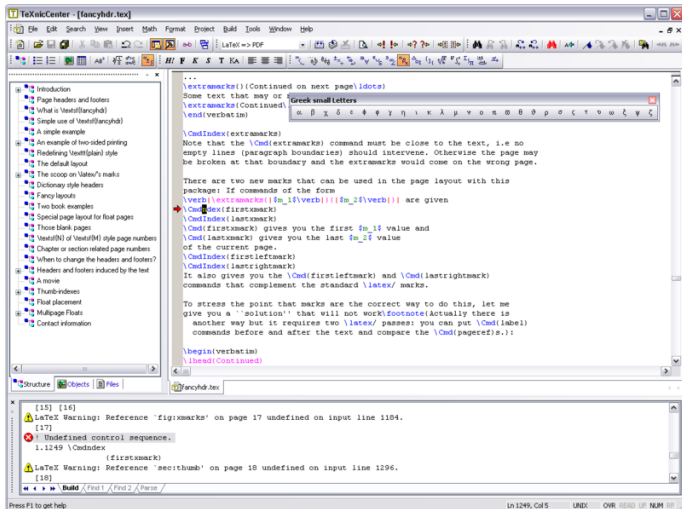 TeXnicCenter - [fancyhdr.tex]
File Edit Search View Insert Math Format Project Build Tools Window Help
LaTeX => PDF
H! F K S T KA
Introduction
Page headers and footers
What is \textsf{fancyhdr}
Simple use of \textsf{fancyhdr}
A simple example
An example of two-sided printing
Redefining \texttt{plain} style
The default layout
The scoop on \latex/'s marks
Dictionary style headers
Fancy layouts
Two book examples
Special page layout for float pages
Those blank pages
\textsf{N} of \textsf{M} style page numbers
Chapter or section related page numbers
When to change the headers and footers?
Headers and footers induced by the text
A movie
Thumb-indexes
Float placement
Multipage Floats
Contact information
Structure Objects Files
...
\extramarks{}{Continued on next page\ldots}
Some text that may or
\extramarks{Continued\
\end{verbatim}
Greek small Letters
α β χ δ ε φ γ η ι κ λ μ ν ο π ϖ θ ϑ ρ σ ς τ υ ω ξ ψ ζ
\CmdIndex{extramarks}
Note that the \Cmd{extramarks} command must be close to the text, i.e no
empty lines (paragraph boundaries) should intervene. Otherwise the page may
be broken at that boundary and the extramarks would come on the wrong page.
There are two new marks that can be used in the page layout with this
package: If commands of the form
\verb|\extramarks{|$m_1$\verb|}{|$m_2$\verb|}| are given
\Cmdndex{firstxmark}
\CmdIndex{lastxmark}
\Cmd{firstxmark} gives you the first $m_1$ value and
\Cmd{lastxmark} gives you the last $m_2$ value
of the current page.
\CmdIndex{firstleftmark}
\CmdIndex{lastrightmark}
It also gives you the \Cmd{firstleftmark} and \Cmd{lastrightmark}
commands that complement the standard \latex/ marks.
To stress the point that marks are the correct way to do this, let me
give you a ``solution'' that will not work\footnote{Actually there is
another way but it requires two \latex/ passes: you can put \Cmd{label}
commands before and after the text and compare the \Cmd{pageref}s.}:
\begin{verbatim}
\lhead{Continued}
fancyhdr.tex
[15] [16]
LaTeX Warning: Reference `fig:xmarks' on page 17 undefined on input line 1184.
[17]
! Undefined control sequence.
l.1249 \Cmdndex
{firstxmark}
LaTeX Warning: Reference `sec:thumb' on page 18 undefined on input line 1296.
[18]
Build Find 1 Find 2 Parse
Press F1 to get help
Ln 1249, Col 5 UNIX OVR READ LF NUM RF